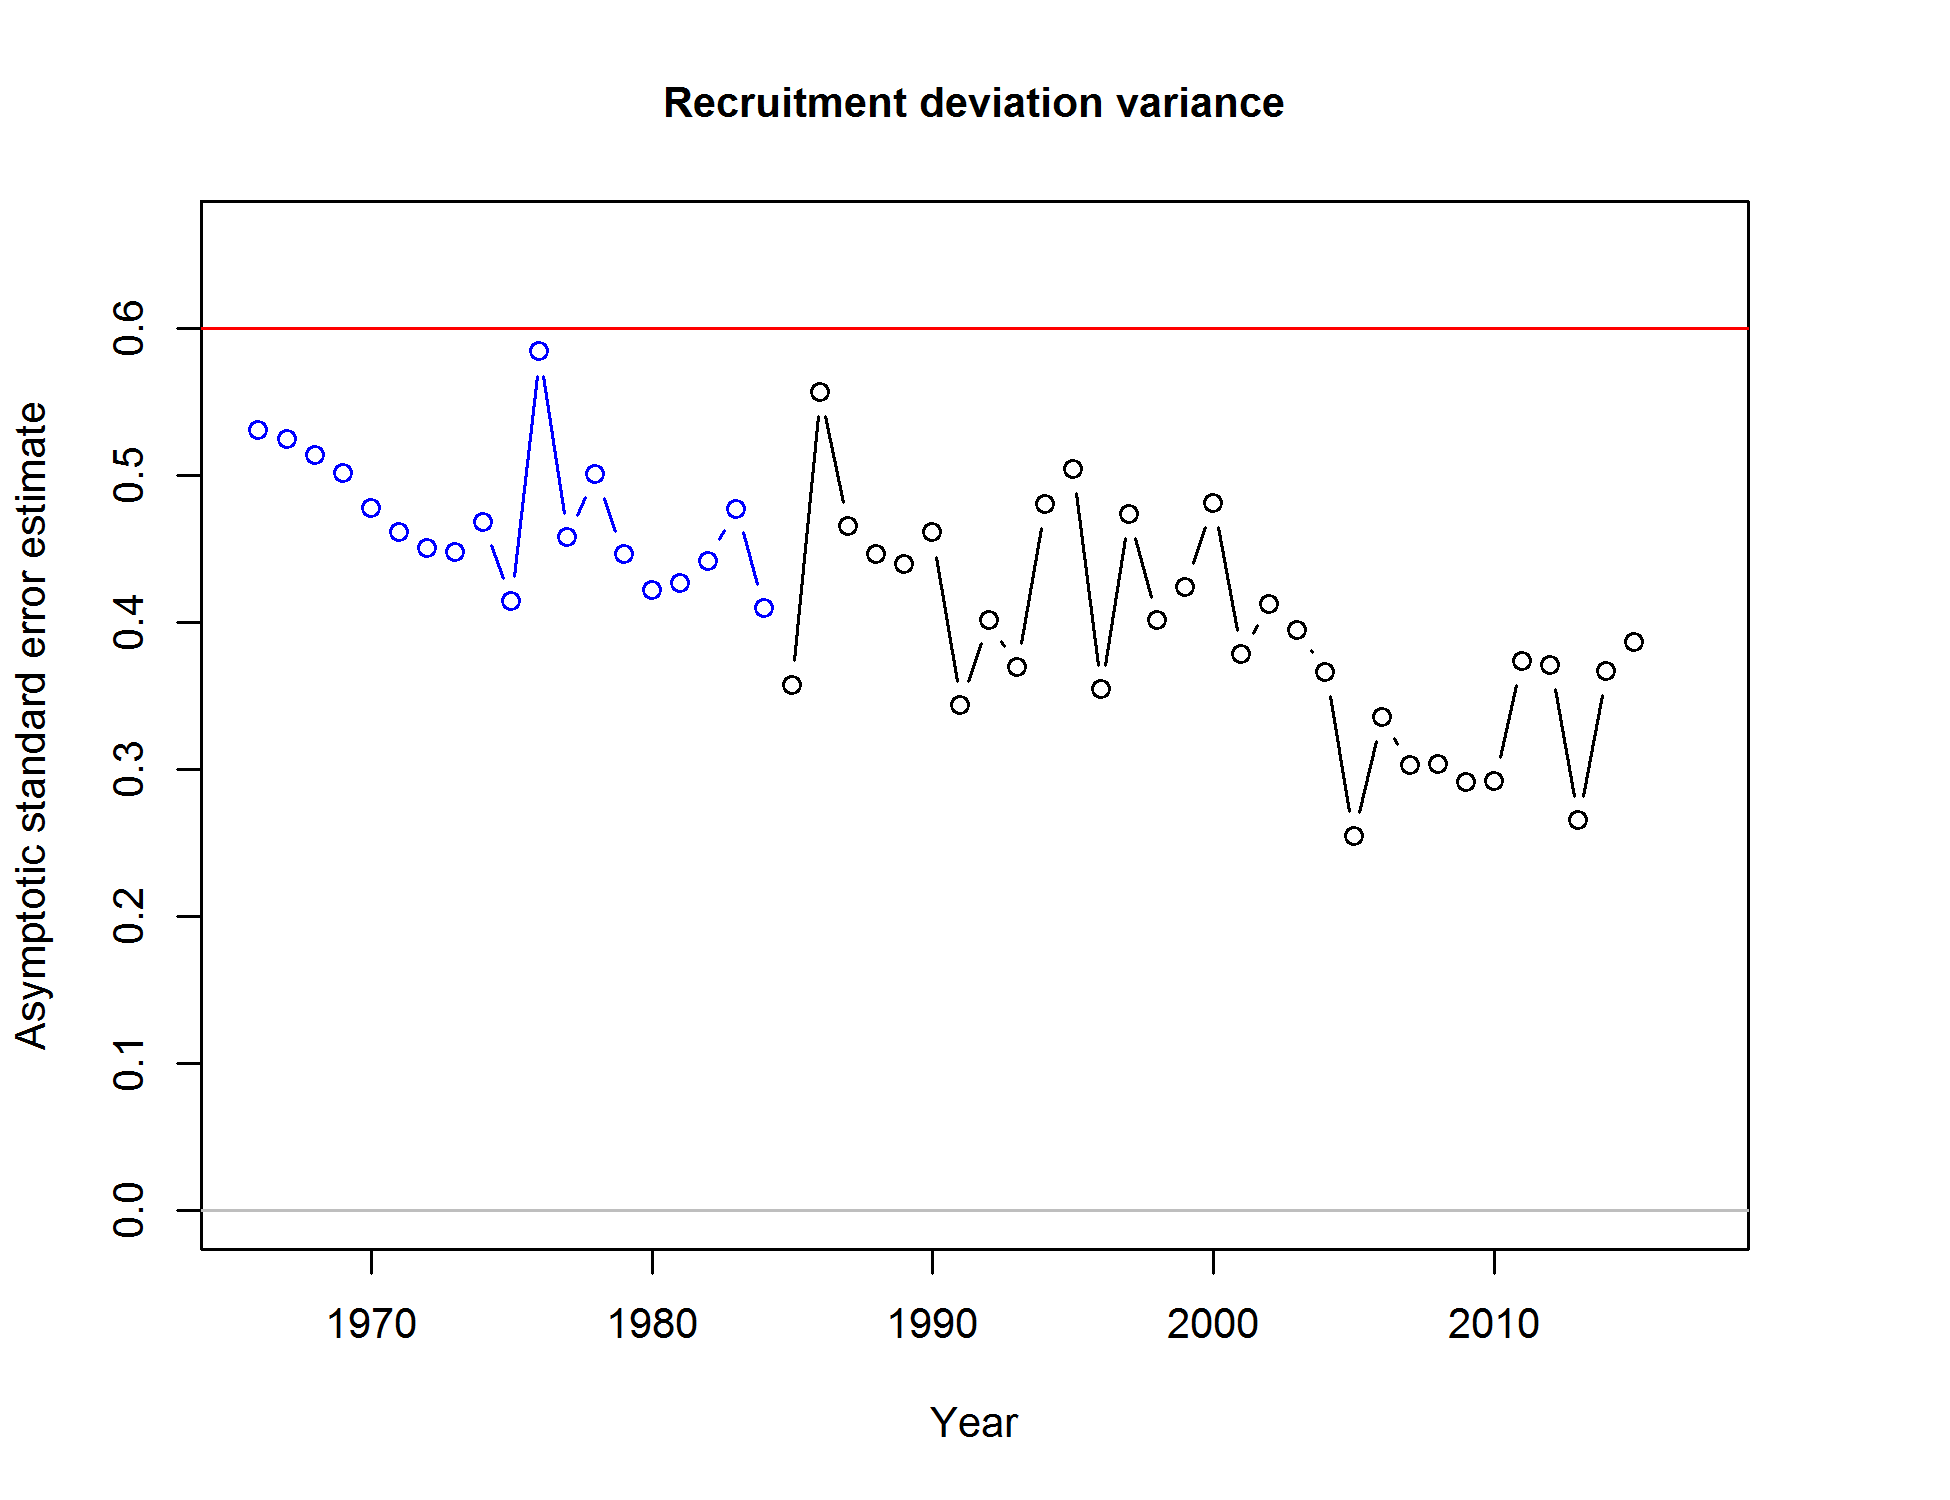 Recruitment deviation variance
Asymptotic standard error estimate
0.6
0.5
0.4
0.3
0.2
0.1
0.0
1970 1980 1990 2000 2010
Year